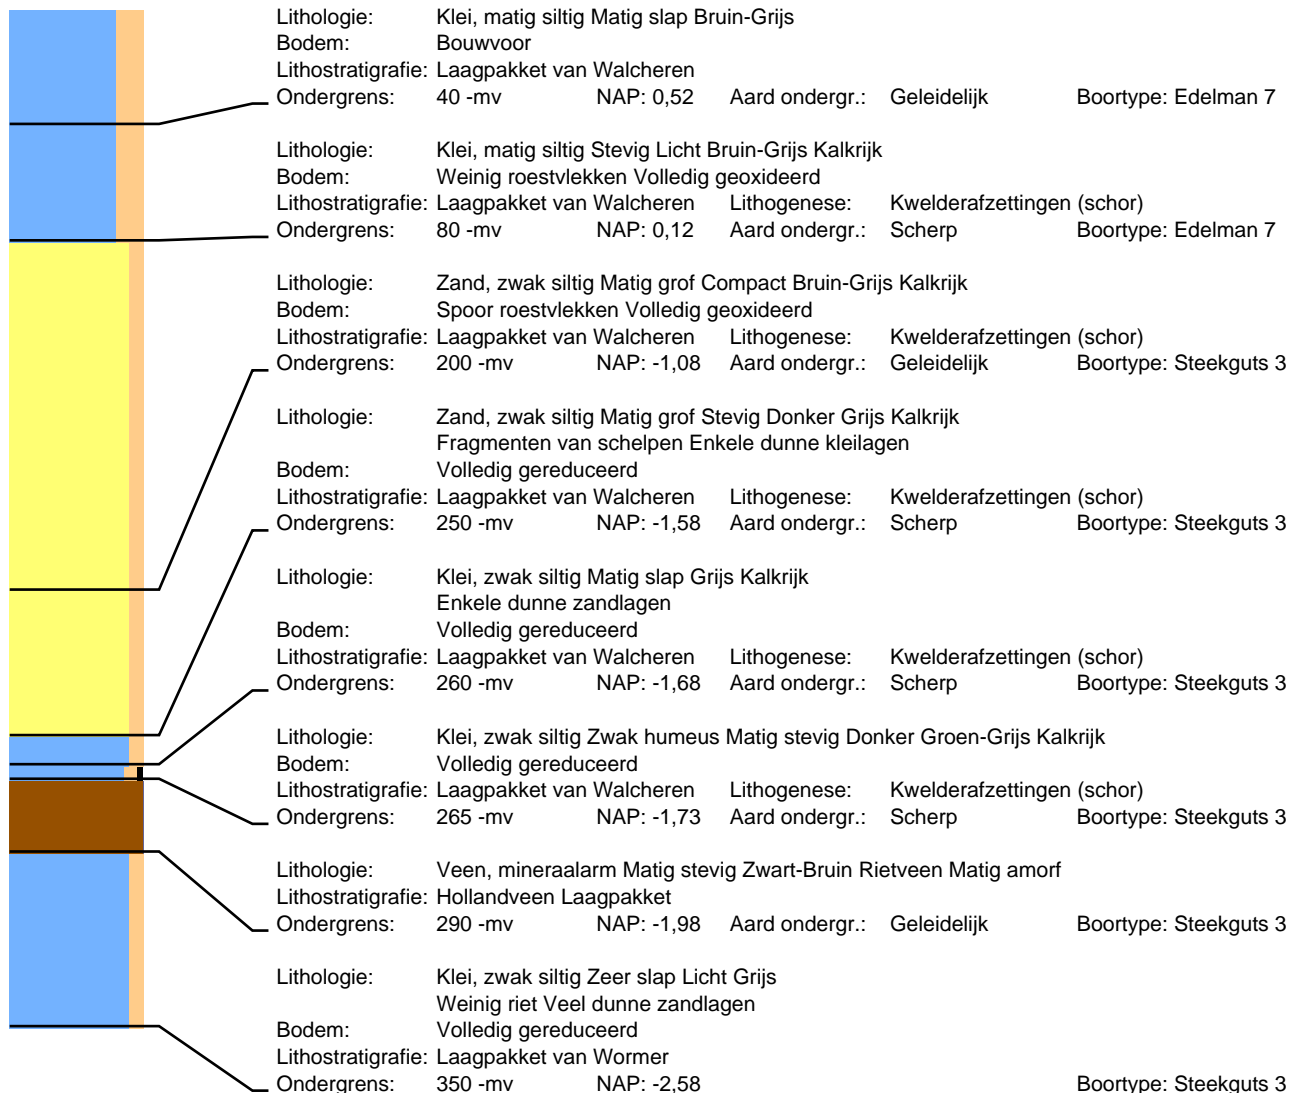 Lithologie: Klei, matig siltig Matig slap Bruin-Grijs
Bodem: Bouwvoor
Lithostratigrafie: Laagpakket van Walcheren
Ondergrens: 40 -mv NAP: 0,52 Aard ondergr.: Geleidelijk Boortype: Edelman 7
Lithologie: Klei, matig siltig Stevig Licht Bruin-Grijs Kalkrijk
Bodem: Weinig roestvlekken Volledig geoxideerd
Lithostratigrafie: Laagpakket van Walcheren Lithogenese: Kwelderafzettingen (schor)
Ondergrens: 80 -mv NAP: 0,12 Aard ondergr.: Scherp Boortype: Edelman 7
Lithologie: Zand, zwak siltig Matig grof Compact Bruin-Grijs Kalkrijk
Bodem: Spoor roestvlekken Volledig geoxideerd
Lithostratigrafie: Laagpakket van Walcheren Lithogenese: Kwelderafzettingen (schor)
Ondergrens: 200 -mv NAP: -1,08 Aard ondergr.: Geleidelijk Boortype: Steekguts 3
Lithologie: Zand, zwak siltig Matig grof Stevig Donker Grijs Kalkrijk
Fragmenten van schelpen Enkele dunne kleilagen
Bodem: Volledig gereduceerd
Lithostratigrafie: Laagpakket van Walcheren Lithogenese: Kwelderafzettingen (schor)
Ondergrens: 250 -mv NAP: -1,58 Aard ondergr.: Scherp Boortype: Steekguts 3
Lithologie: Klei, zwak siltig Matig slap Grijs Kalkrijk
Enkele dunne zandlagen
Bodem: Volledig gereduceerd
Lithostratigrafie: Laagpakket van Walcheren Lithogenese: Kwelderafzettingen (schor)
Ondergrens: 260 -mv NAP: -1,68 Aard ondergr.: Scherp Boortype: Steekguts 3
Lithologie: Klei, zwak siltig Zwak humeus Matig stevig Donker Groen-Grijs Kalkrijk
Bodem: Volledig gereduceerd
Lithostratigrafie: Laagpakket van Walcheren Lithogenese: Kwelderafzettingen (schor)
Ondergrens: 265 -mv NAP: -1,73 Aard ondergr.: Scherp Boortype: Steekguts 3
Lithologie: Veen, mineraalarm Matig stevig Zwart-Bruin Rietveen Matig amorf
Lithostratigrafie: Hollandveen Laagpakket
Ondergrens: 290 -mv NAP: -1,98 Aard ondergr.: Geleidelijk Boortype: Steekguts 3
Lithologie: Klei, zwak siltig Zeer slap Licht Grijs
Weinig riet Veel dunne zandlagen
Bodem: Volledig gereduceerd
Lithostratigrafie: Laagpakket van Wormer
Ondergrens: 350 -mv NAP: -2,58 Boortype: Steekguts 3